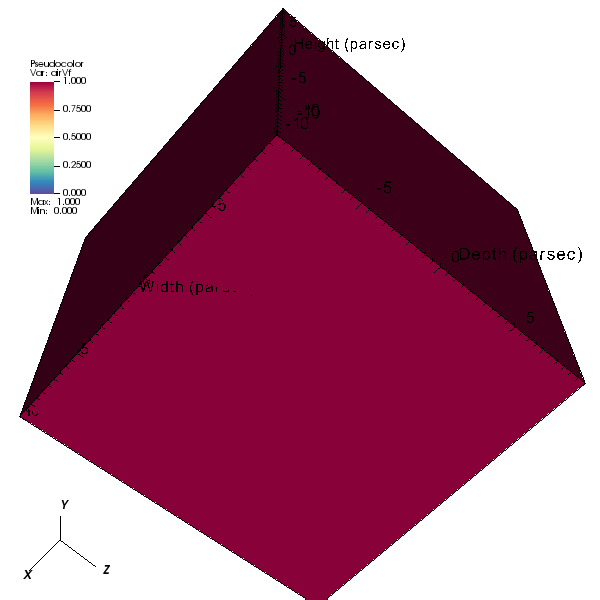 Pseudocolor
Var: airVf
1.000
0.7500
0.5000
0.2500
0.000
Max: 1.000
Min: 0.000
Height (parsec)
5
0
-5
-10
-10
-5
0
5
Depth (parsec)
-5
Width (par
0
Y
X
Z